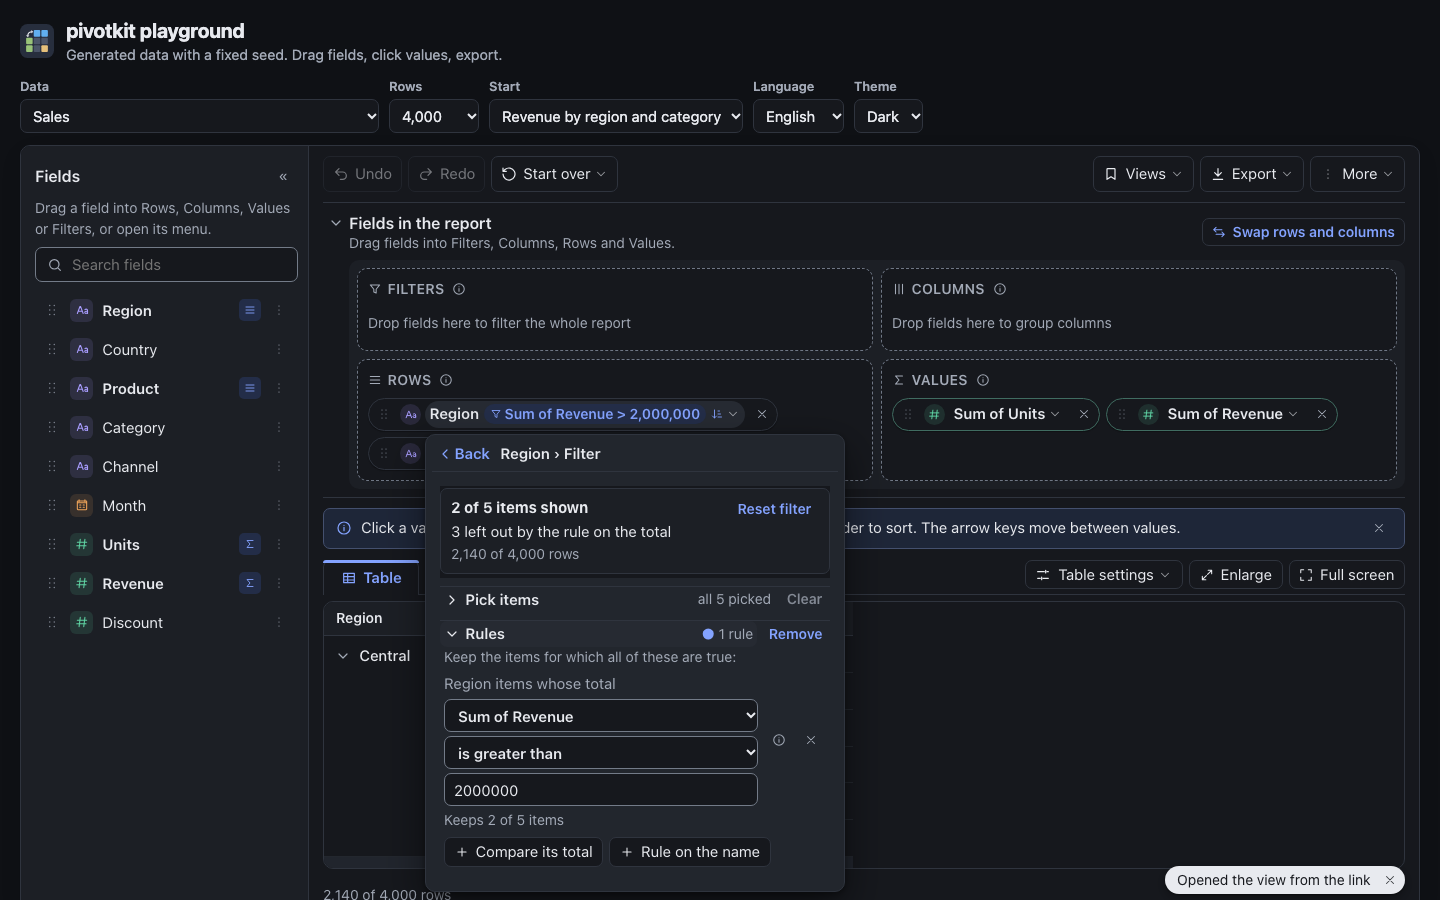 pivotkit playground
Generated data with a fixed seed. Drag fields, click values, export.
Data
Rows
Start
Language
Theme
Sales
4,000
Revenue by region and category
English
Dark
Fields
«
Drag a field into Rows, Columns, Values
or Filters, or open its menu.
Search fields
Aa Region
Aa Country
Aa Product
Aa Category
Aa Channel
Month
# Units Σ
# Revenue Σ
# Discount
Undo
Redo
Start over
Views
Export
More
Fields in the report
Drag fields into Filters, Columns, Rows and Values.
Swap rows and columns
FILTERS
Drop fields here to filter the whole report
COLUMNS
Drop fields here to group columns
ROWS
Aa Region Sum of Revenue > 2,000,000
Aa
Σ VALUES
# Sum of Units
# Sum of Revenue
Back Region › Filter
2 of 5 items shown
Reset filter
3 left out by the rule on the total
2,140 of 4,000 rows
Pick items
all 5 picked
Clear
Rules
1 rule
Remove
Keep the items for which all of these are true:
Region items whose total
Sum of Revenue
is greater than
2000000
Keeps 2 of 5 items
+ Compare its total
+ Rule on the name
Click a va
der to sort. The arrow keys move between values.
Table
Table settings
Enlarge
Full screen
Region
Central
2,140 of 4,000 rows
Opened the view from the link